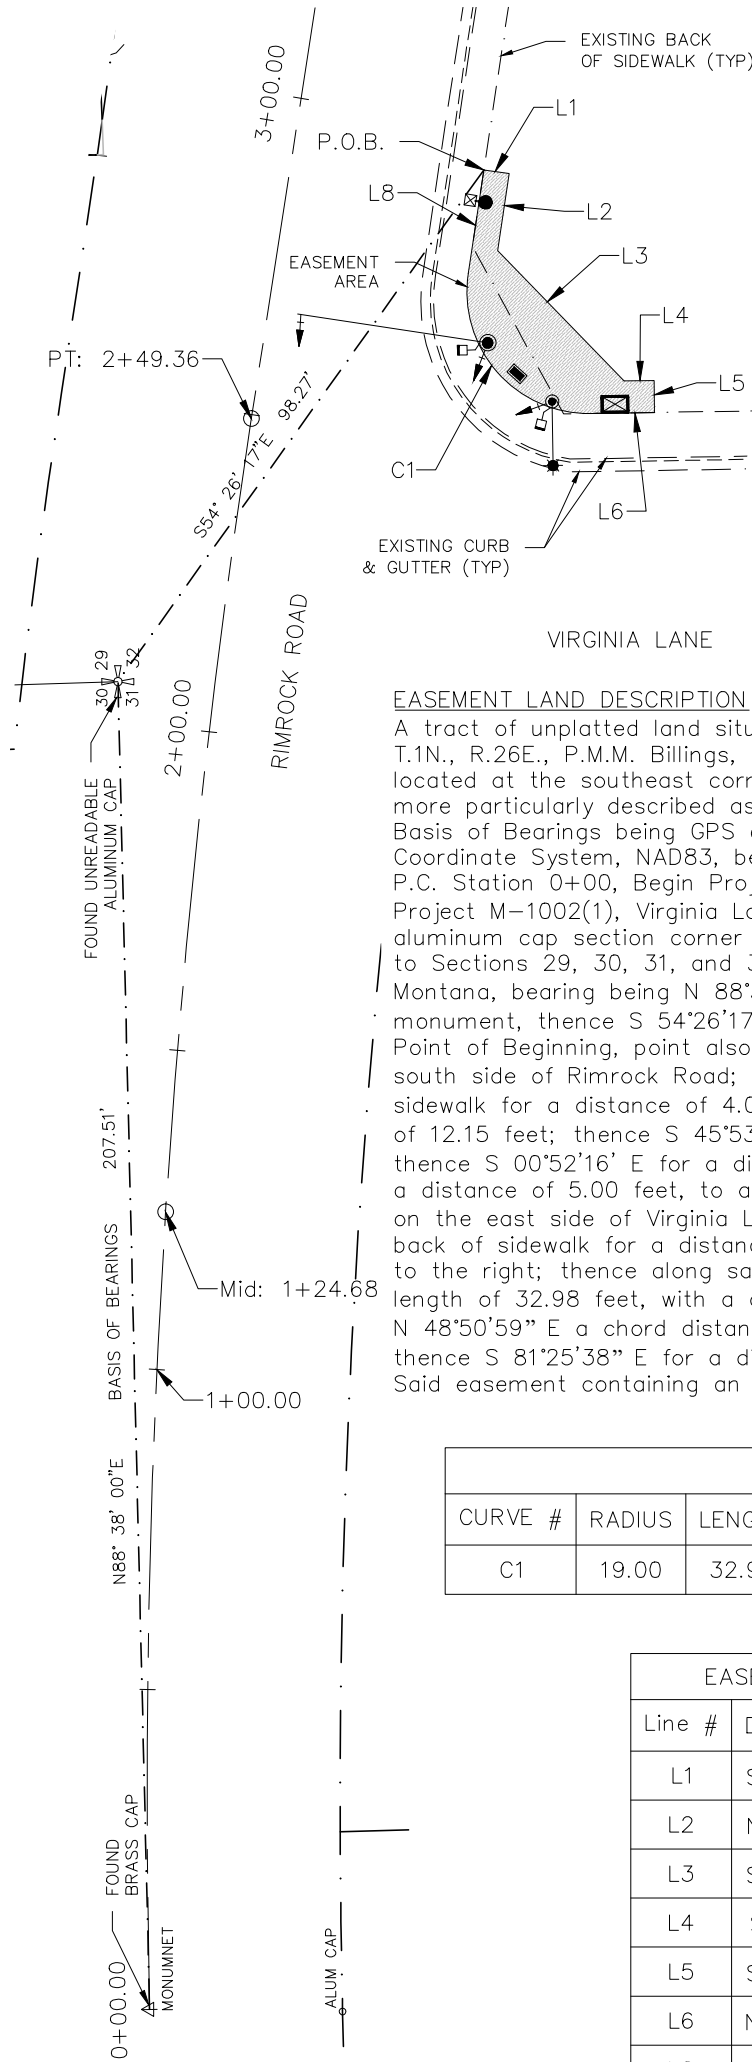 EXISTING BACK
OF SIDEWALK (TYP)
3+00.00
L1
P.O.B.
L8
L2
L3
EASEMENT
AREA
L4
PT: 2+49.36
L5
S54° 26' 17"E 98.27'
C1
L6
EXISTING CURB
& GUTTER (TYP)
RIMROCK ROAD
VIRGINIA LANE
29
32
30
31
2+00.00
FOUND UNREADABLE
ALUMINUM CAP
EASEMENT LAND DESCRIPTION
A tract of unplatted land situ
T.1N., R.26E., P.M.M. Billings,
located at the southeast corr
more particularly described as
Basis of Bearings being GPS
Coordinate System, NAD83, be
P.C. Station 0+00, Begin Proj
Project M-1002(1), Virginia La
aluminum cap section corner
to Sections 29, 30, 31, and 3
Montana, bearing being N 88°
monument, thence S 54°26'17
Point of Beginning, point also
south side of Rimrock Road;
sidewalk for a distance of 4.0
of 12.15 feet; thence S 45°53
thence S 00°52'16' E for a di
a distance of 5.00 feet, to a
on the east side of Virginia L
back of sidewalk for a distanc
to the right; thence along sa
length of 32.98 feet, with a
N 48°50'59" E a chord distan
thence S 81°25'38" E for a di
Said easement containing an
N88° 38' 00"E BASIS OF BEARINGS 207.51'
Mid: 1+24.68
1+00.00
CURVE # RADIUS LENG
C1 19.00 32.9
EASE
Line # D
L1 S
L2 N
L3 S
L4 S
L5 S
L6 N
FOUND
BRASS CAP
MONUMNET
0+00.00
ALUM CAP